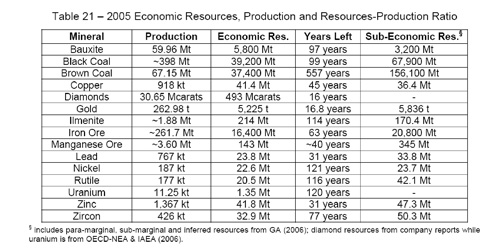 Table 21 – 2005 Economic Resources, Production and Resources-Production Ratio
Mineral Production Economic Res. Years Left Sub-Economic Res.§
Bauxite 59.96 Mt 5,800 Mt 97 years 3,200 Mt
Black Coal ~398 Mt 39,200 Mt 99 years 67,900 Mt
Brown Coal 67.15 Mt 37,400 Mt 557 years 156,100 Mt
Copper 918 kt 41.4 Mt 45 years 36.4 Mt
Diamonds 30.65 Mcarats 493 Mcarats 16 years -
Gold 262.98 t 5,225 t 16.8 years 5,836 t
Ilmenite ~1.88 Mt 214 Mt 114 years 170.4 Mt
Iron Ore ~261.7 Mt 16,400 Mt 63 years 20,800 Mt
Manganese Ore ~3.60 Mt 143 Mt ~40 years 345 Mt
Lead 767 kt 23.8 Mt 31 years 33.8 Mt
Nickel 187 kt 22.6 Mt 121 years 23.7 Mt
Rutile 177 kt 20.5 Mt 116 years 42.1 Mt
Uranium 11.25 kt 1.35 Mt 120 years -
Zinc 1,367 kt 41.8 Mt 31 years 47.3 Mt
Zircon 426 kt 32.9 Mt 77 years 50.3 Mt
§ Includes para-marginal, sub-marginal and inferred resources from GA (2006); diamond resources from company reports while
uranium is from OECD-NEA & IAEA (2006).